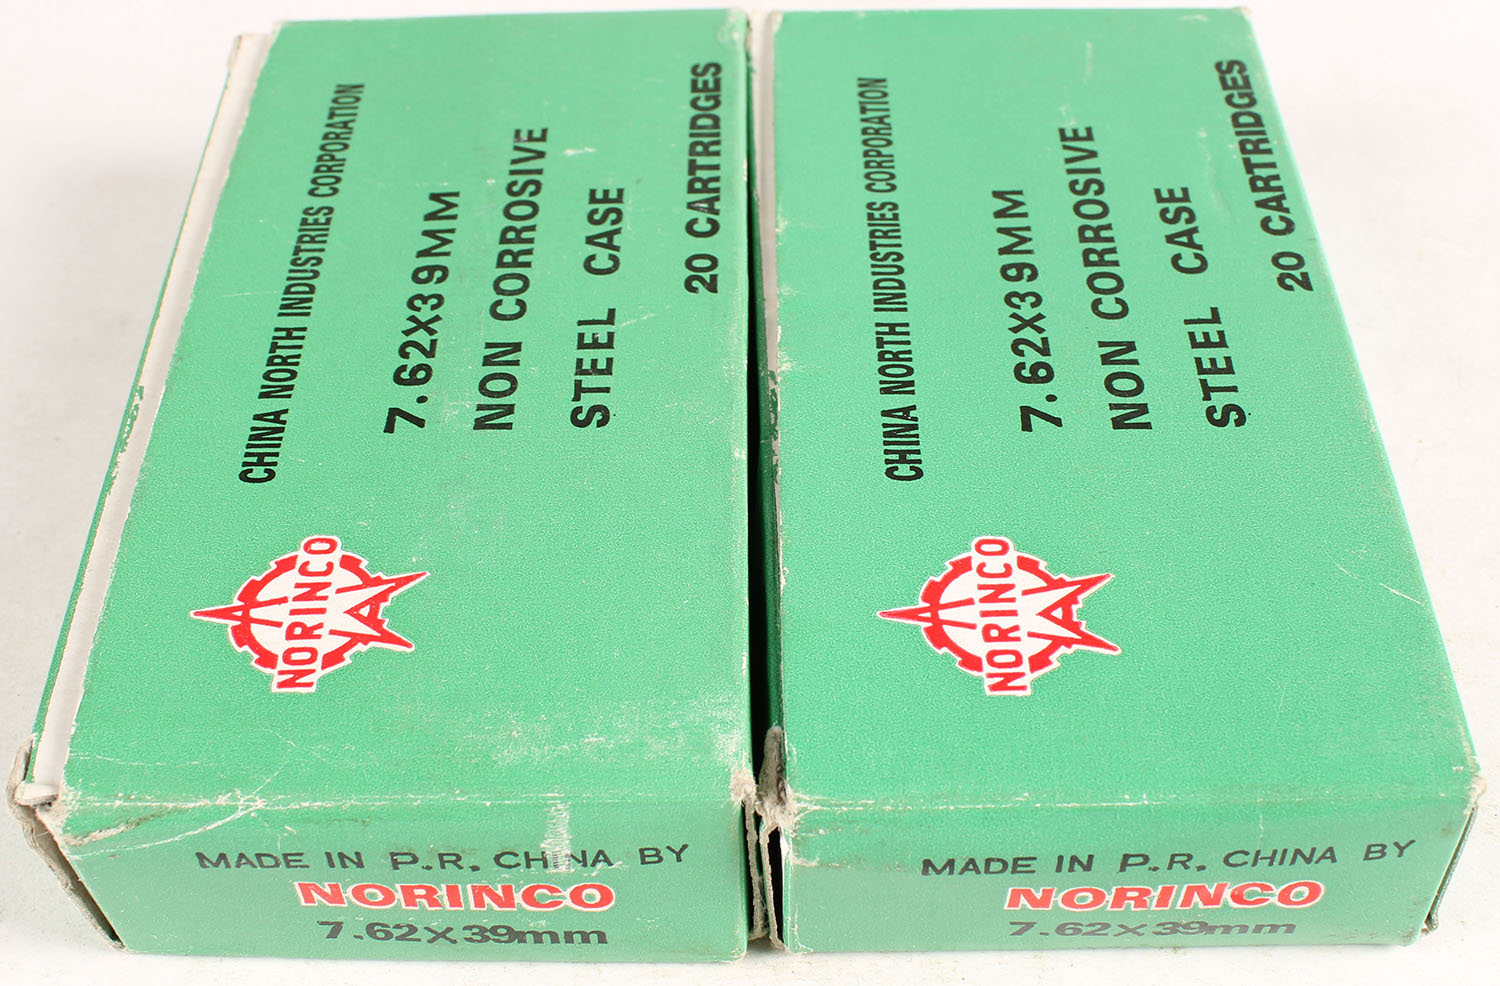 CHINA NORTH INDUSTRIES CORPORATION
7.62X39MM
NON CORROSIVE
STEEL CASE
20 CARTRIDGES
NORINCO
MADE IN P.R. CHINA BY
NORINCO
7.62x39mm
CHINA NORTH INDUSTRIES CORPORATION
7.62X39MM
NON CORROSIVE
STEEL CASE
20 CARTRIDGES
NORINCO
MADE IN P.R. CHINA BY
NORINCO
7.62x39mm